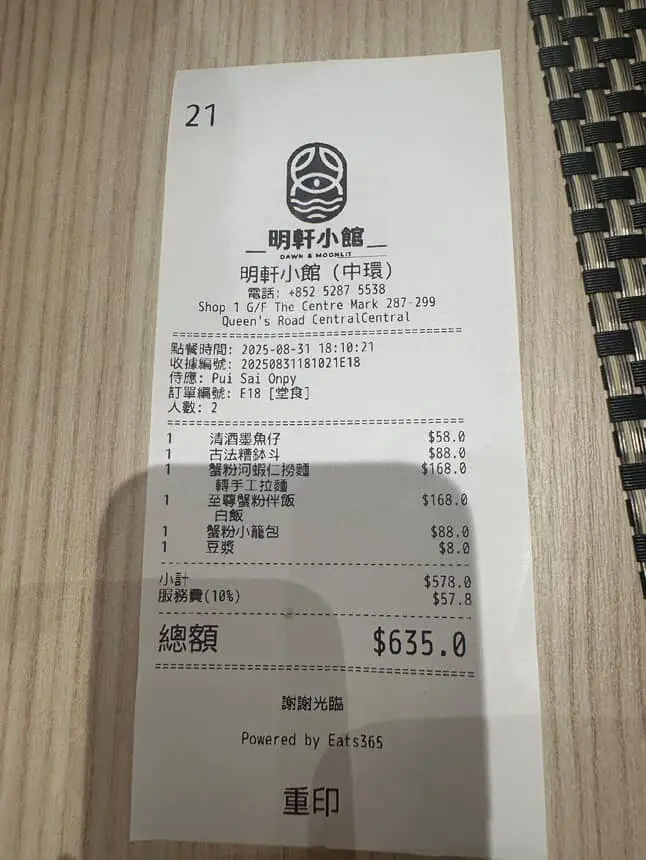 21
明軒小館
DAWN & MOONLIT
明軒小館 (中環)
電話: +852 5287 5538
Shop 1 G/F The Centre Mark 287-299
Queen's Road CentralCentral
點餐時間: 2025-08-31 18:10:21
收據編號: 20250831181021E18
侍應: Pui Sai Onpy
訂單編號: E18 [堂食]
人數: 2
1 清酒墨魚仔 $58.0
1 古法糟鉢斗 $88.0
1 蟹粉河蝦仁撈麵 $168.0
轉手工拉麵
1 至尊蟹粉伴飯 $168.0
白飯
1 蟹粉小籠包 $88.0
1 豆漿 $8.0
小計 $578.0
服務費(10%) $57.8
總額 $635.0
謝謝光臨
Powered by Eats365
重印